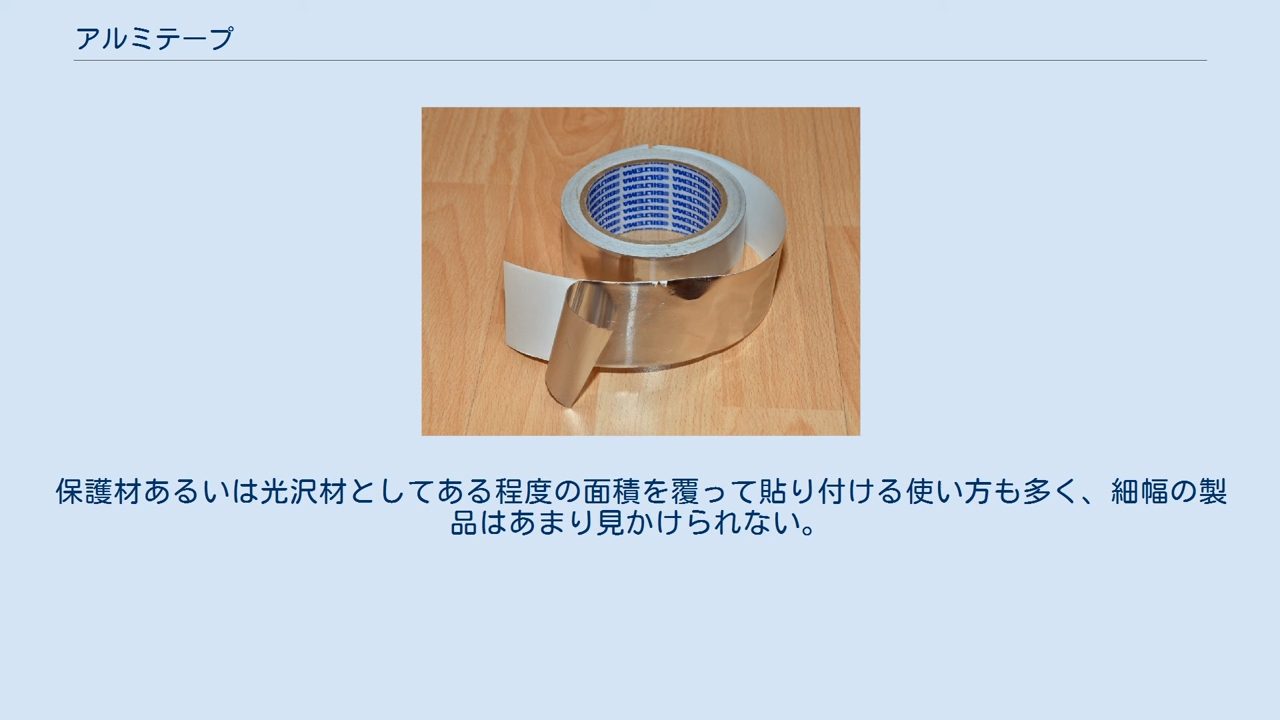 アルミテープ
BILTEMA
保護材あるいは光沢材としてある程度の面積を覆って貼り付ける使い方も多く、細幅の製
品はあまり見かけられない。